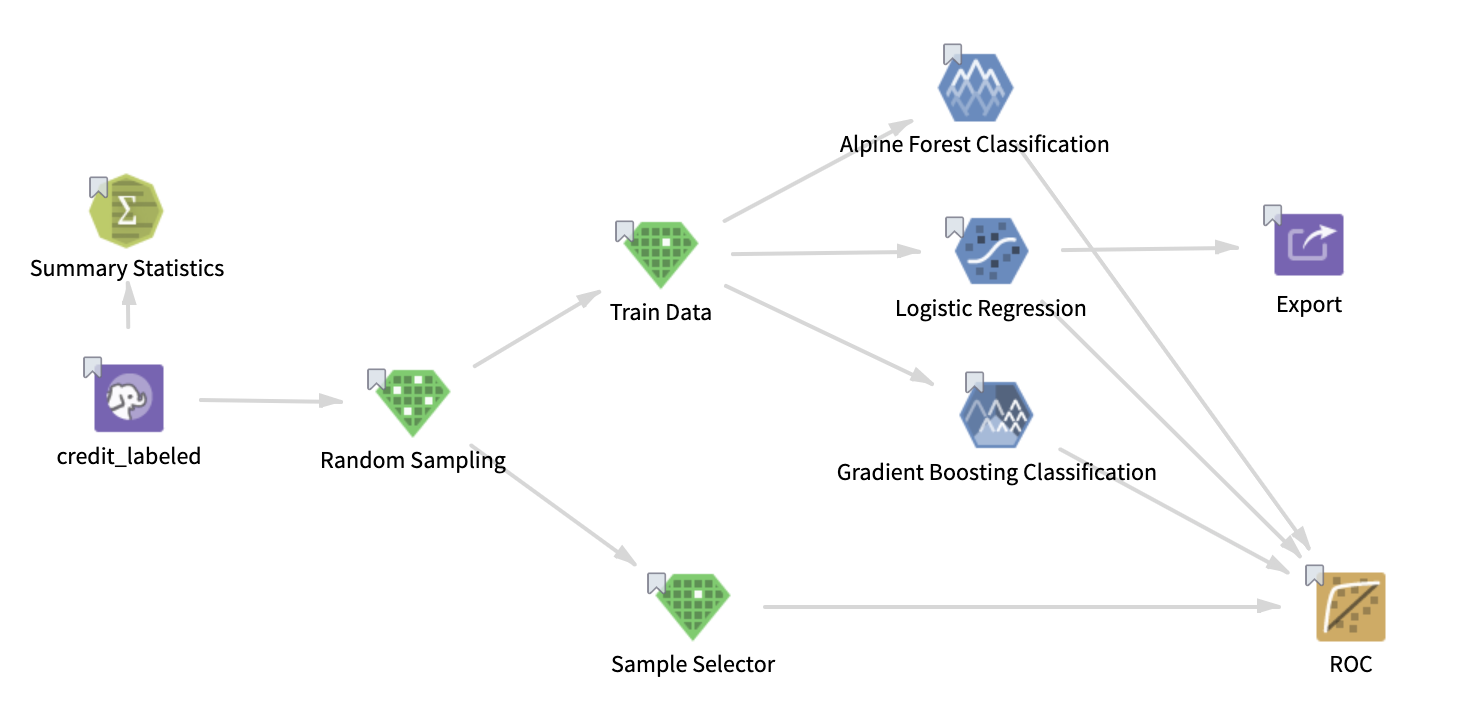 Alpine Forest Classification
Summary Statistics
Train Data
Logistic Regression
Export
credit_labeled
Random Sampling
Gradient Boosting Classification
Sample Selector
ROC